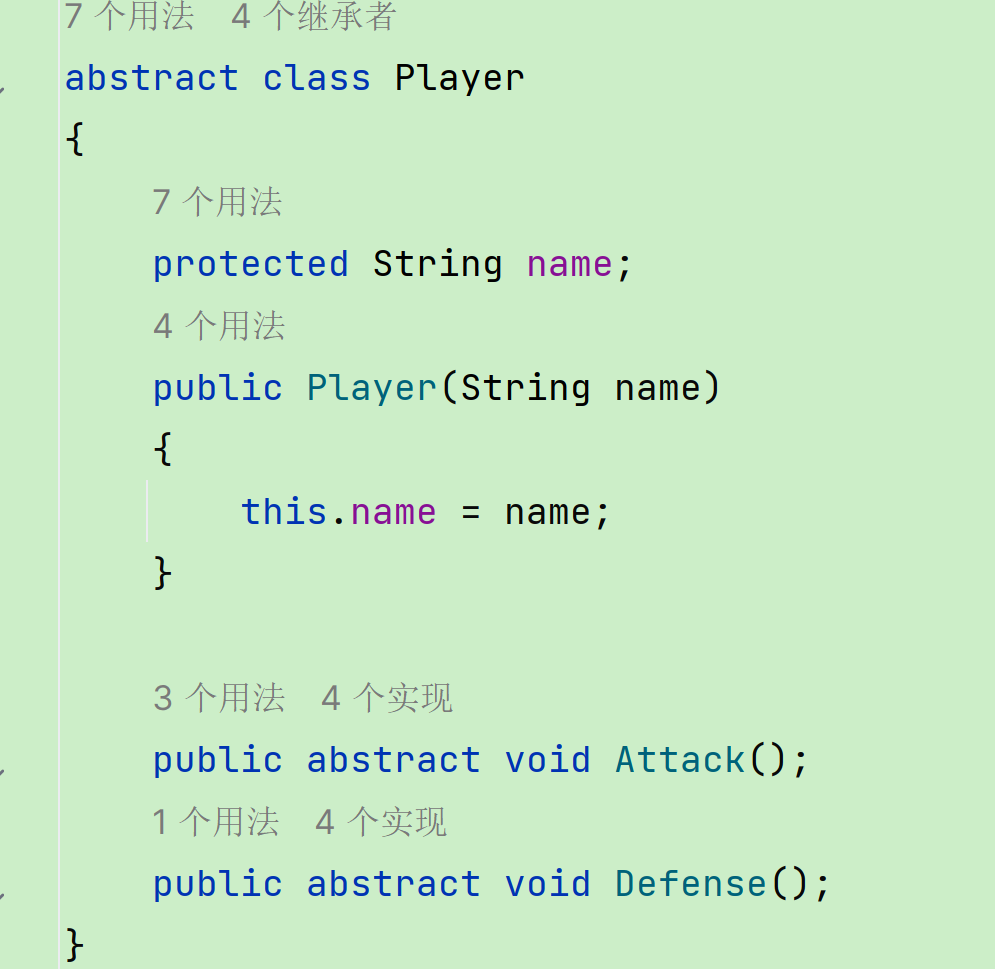 7 个用法 4 个继承者
abstract class Player
{
7 个用法
protected String name;
4 个用法
public Player(String name)
{
this.name = name;
}
3 个用法 4 个实现
public abstract void Attack();
1 个用法 4 个实现
public abstract void Defense();
}